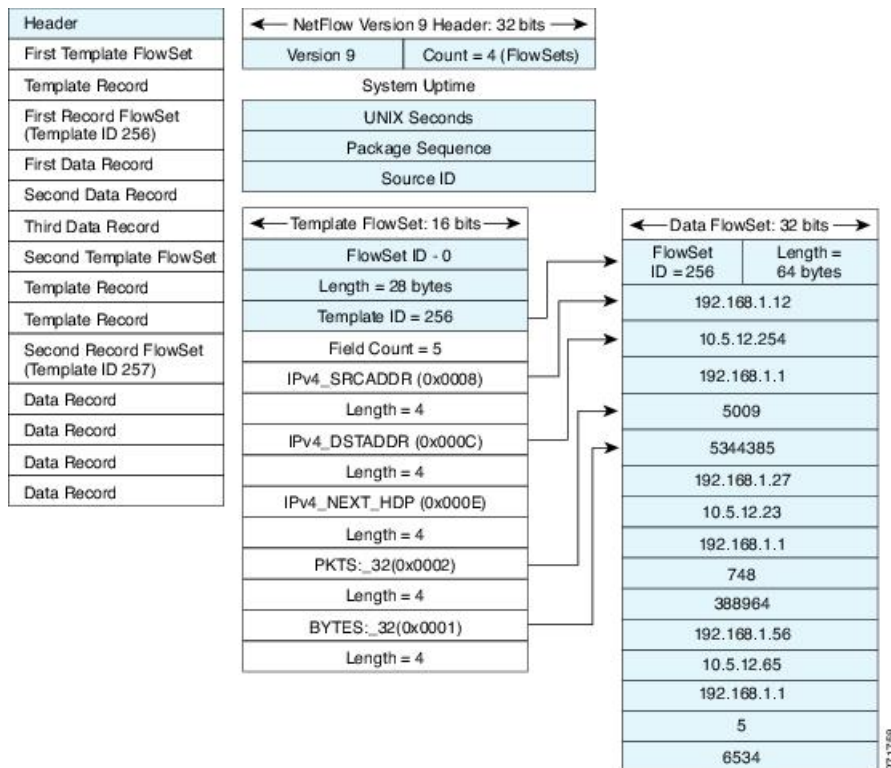 Header
First Template FlowSet
Template Record
First Record FlowSet
(Template ID 256)
First Data Record
Second Data Record
Third Data Record
Second Template FlowSet
Template Record
Template Record
Second Record FlowSet
(Template ID 257)
Data Record
Data Record
Data Record
Data Record
NetFlow Version 9 Header: 32 bits
Version 9
Count = 4 (FlowSets)
System Uptime
UNIX Seconds
Package Sequence
Source ID
Template FlowSet: 16 bits
FlowSet ID - 0
Length = 28 bytes
Template ID = 256
Field Count = 5
IPv4_SRCADDR (0x0008)
Length = 4
IPv4_DSTADDR (0x000C)
Length = 4
IPv4_NEXT_HDP (0x000E)
Length = 4
PKTS:_32(0x0002)
Length = 4
BYTES:_32(0x0001)
Length = 4
Data FlowSet: 32 bits
FlowSet
ID = 256
Length =
64 bytes
192.168.1.12
10.5.12.254
192.168.1.1
5009
5344385
192.168.1.27
10.5.12.23
192.168.1.1
748
388964
192.168.1.56
10.5.12.65
192.168.1.1
5
6534